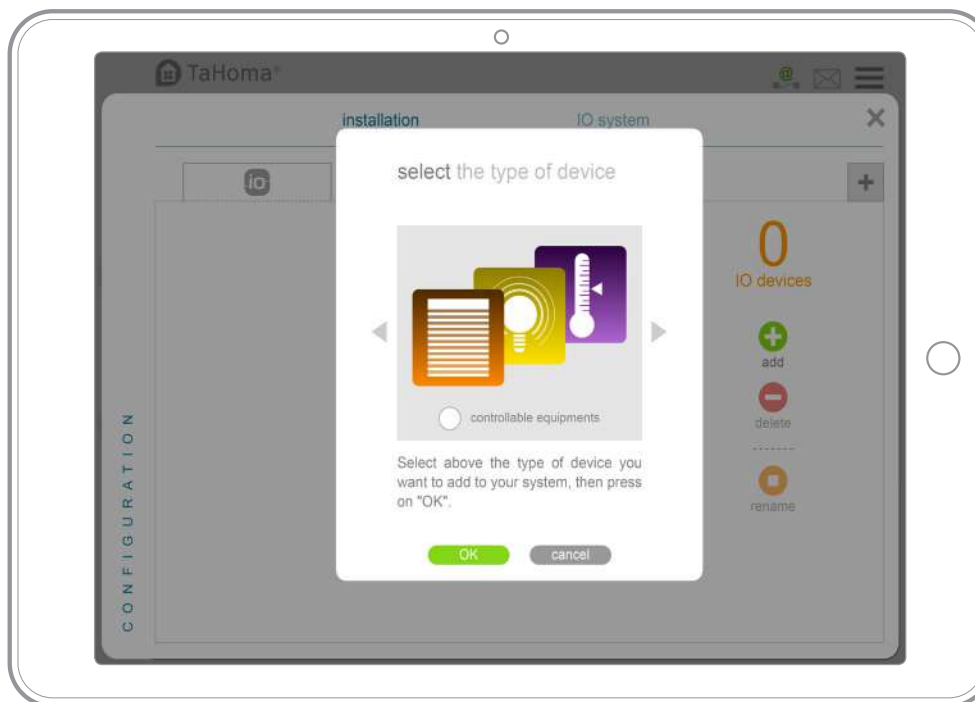 TaHoma®
@
installation
IO system
io
select the type of device
0
IO devices
controllable equipments
add
delete
Select above the type of device you
want to add to your system, then press
on "OK".
rename
OK
cancel
CONFIGURATION